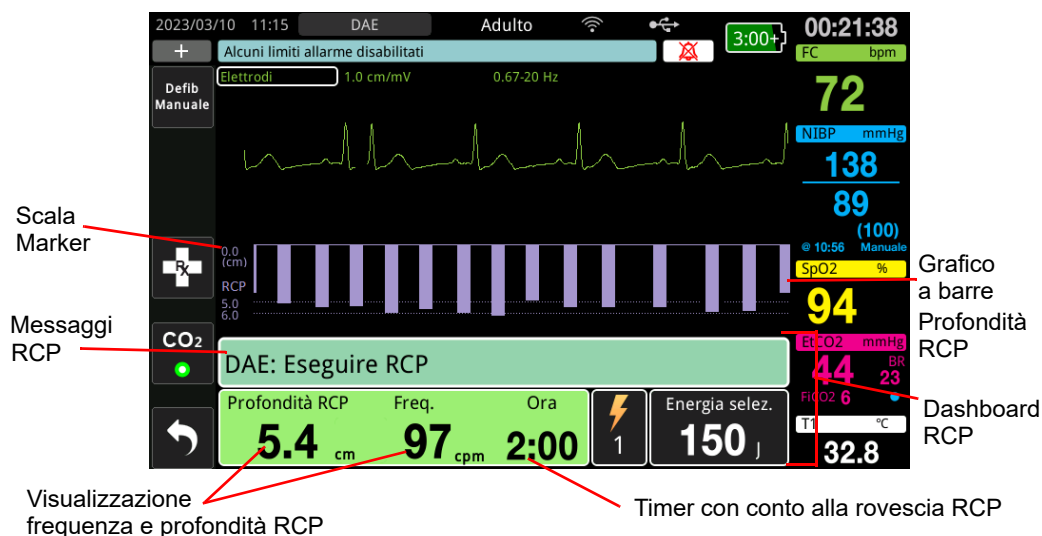 2023/03/10 11:15 DAE Adulto 3:00+ 00:21:38
+ Alcuni limiti allarme disabilitati
FC bpm
72
Elettrodi 1.0 cm/mV 0.67-20 Hz
Defib
Manuale
NIBP mmHg
138
89
(100)
@ 10:56 Manuale
Scala
Marker
0.0
(cm)
RCP
5.0
6.0
Rx
SpO2 %
94
Grafico
a barre
Profondità
RCP
Messaggi
RCP
CO2
DAE: Eseguire RCP
EtCO2 mmHg
44 BR
23
FiCO2 6
Dashboard
RCP
Profondità RCP Freq. Ora
5.4 cm 97 cpm 2:00
1
Energia selez.
150 J
T1 °C
32.8
Visualizzazione
frequenza e profondità RCP
Timer con conto alla rovescia RCP